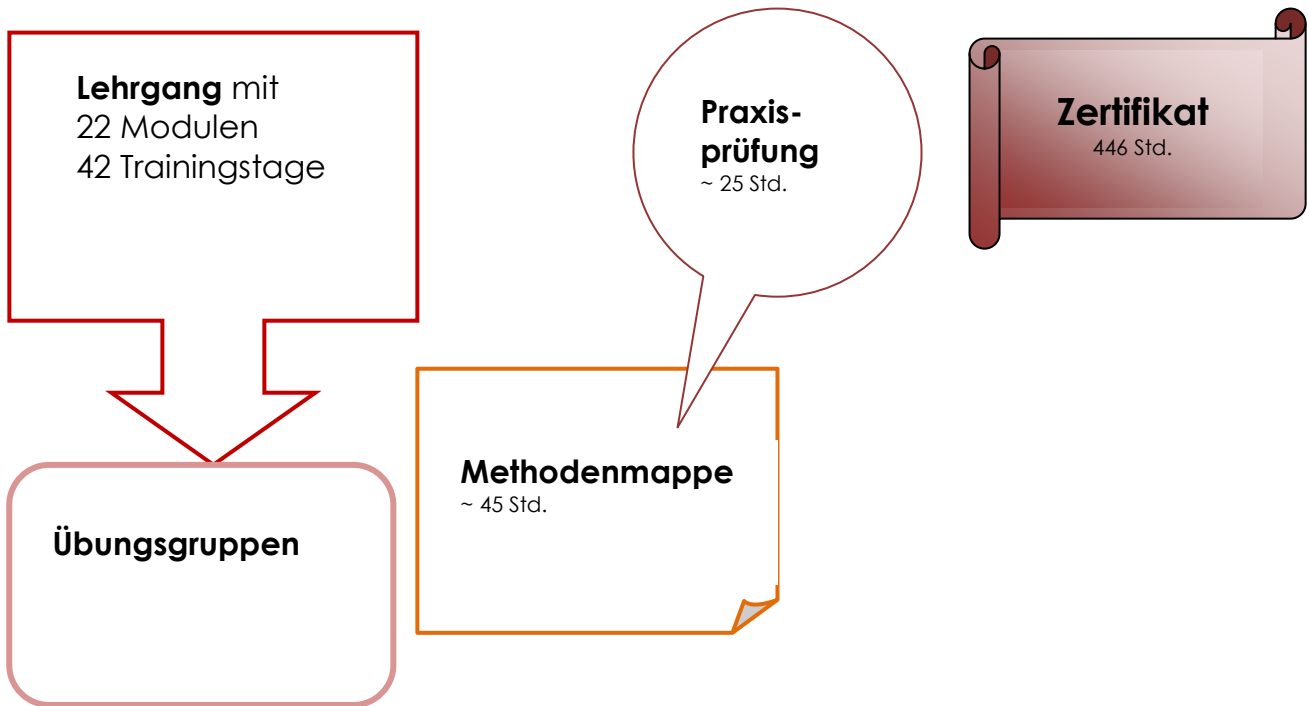 Lehrgang mit
22 Modulen
42 Trainingstage
Praxis-
prüfung
~ 25 Std.
Zertifikat
446 Std.
Methodenmappe
~ 45 Std.
Übungsgruppen